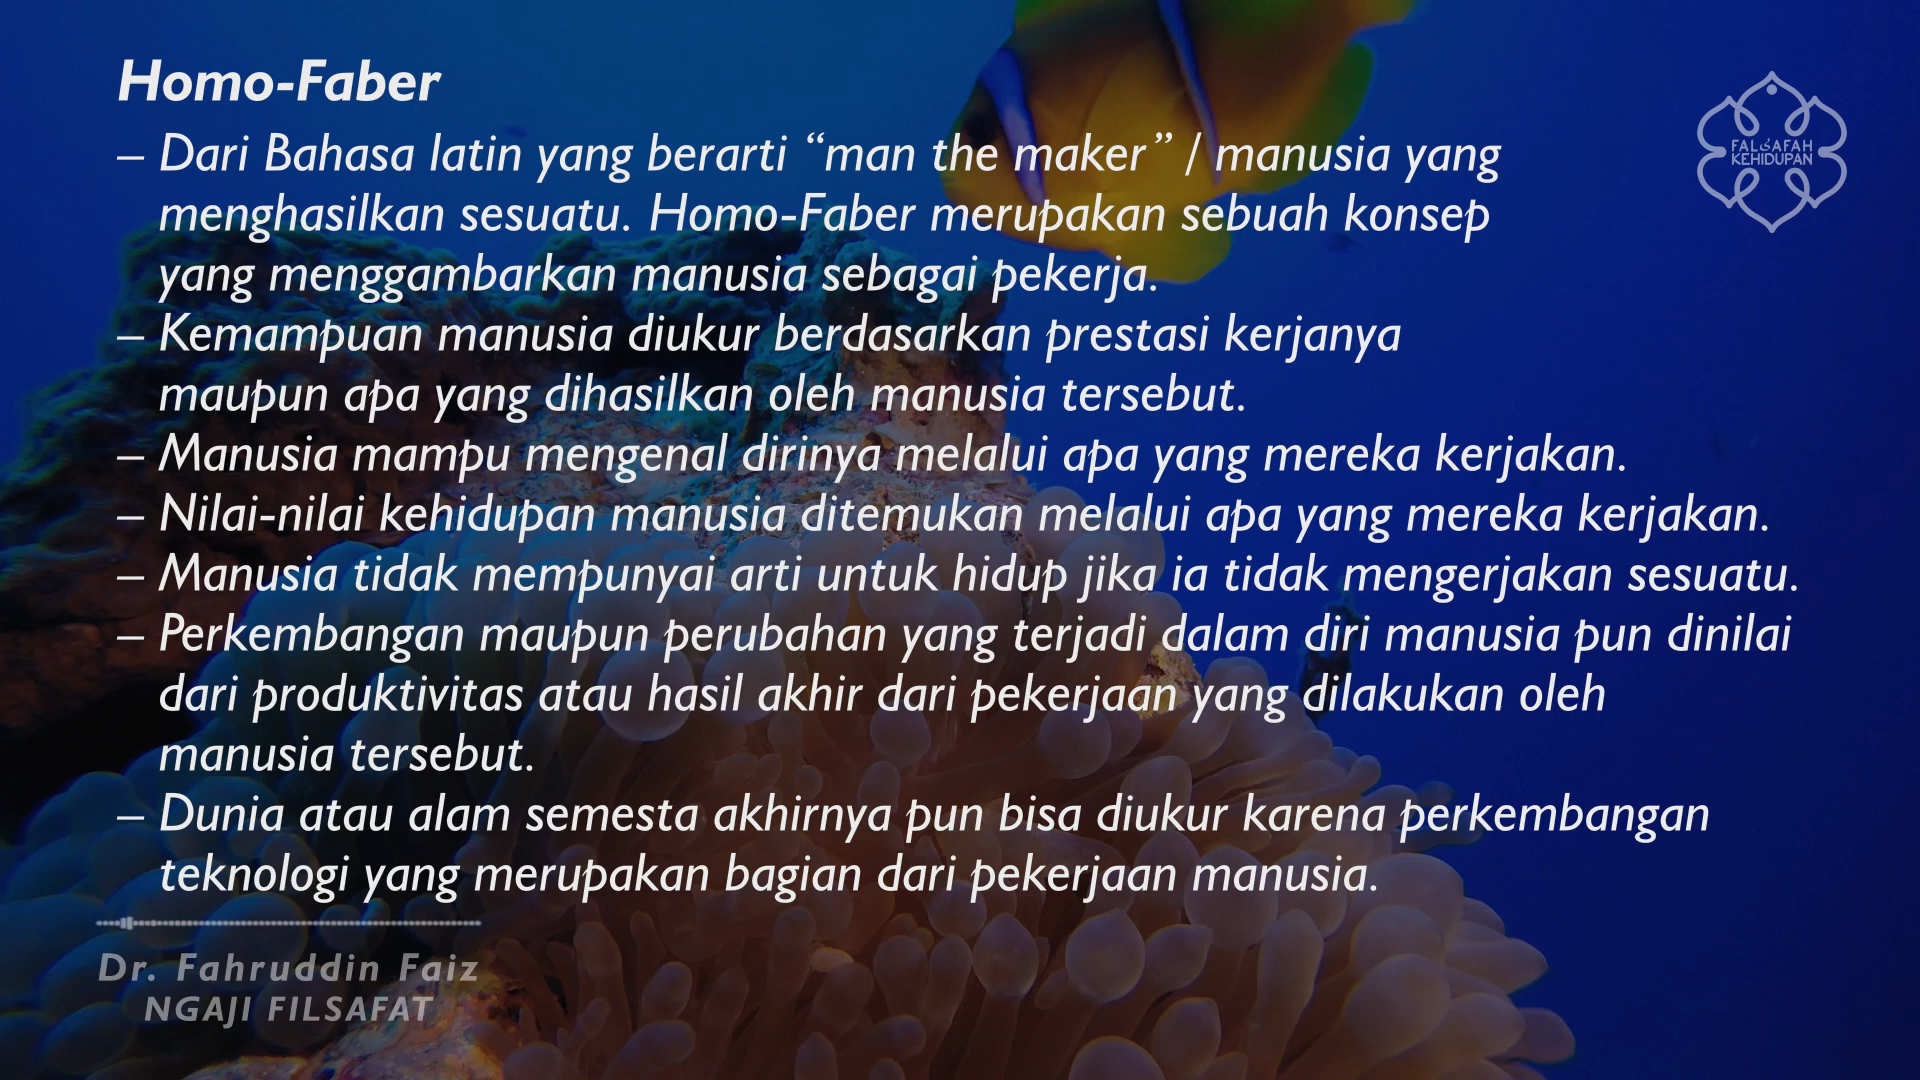 Homo-Faber
– Dari Bahasa latin yang berarti “man the maker” / manusia yang
menghasilkan sesuatu. Homo-Faber merupakan sebuah konsep
yang menggambarkan manusia sebagai pekerja.
– Kemampuan manusia diukur berdasarkan prestasi kerjanya
maupun apa yang dihasilkan oleh manusia tersebut.
– Manusia mampu mengenal dirinya melalui apa yang mereka kerjakan.
– Nilai-nilai kehidupan manusia ditemukan melalui apa yang mereka kerjakan.
– Manusia tidak mempunyai arti untuk hidup jika ia tidak mengerjakan sesuatu.
– Perkembangan maupun perubahan yang terjadi dalam diri manusia pun dinilai
dari produktivitas atau hasil akhir dari pekerjaan yang dilakukan oleh
manusia tersebut.
– Dunia atau alam semesta akhirnya pun bisa diukur karena perkembangan
teknologi yang merupakan bagian dari pekerjaan manusia.
FALSAFAH
KEHIDUPAN
Dr. Fahruddin Faiz
NGAJI FILSAFAT